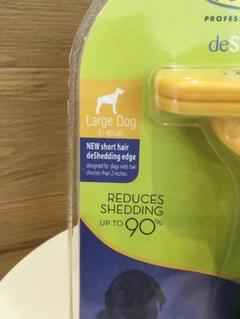 PROFES
deS
Large Dog
51-90 LBS
NEW short hair
deShedding edge
designed for dogs with hair
shorter than 2 inches.
REDUCES
SHEDDING
UP TO 90%